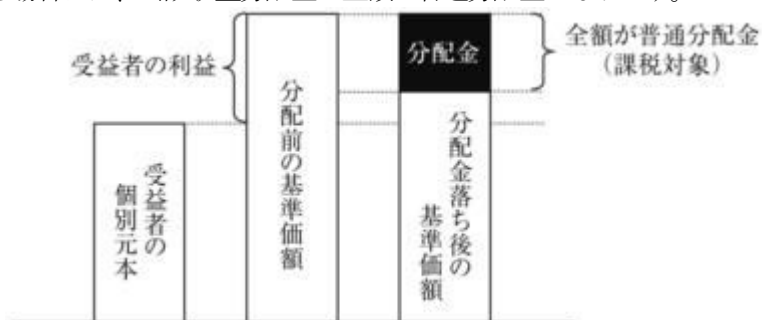 受益者の利益
分配金
全額が普通分配金
（課税対象）
受益者の
個別元本
分配前の基準価額
分配金落ち後の
基準価額